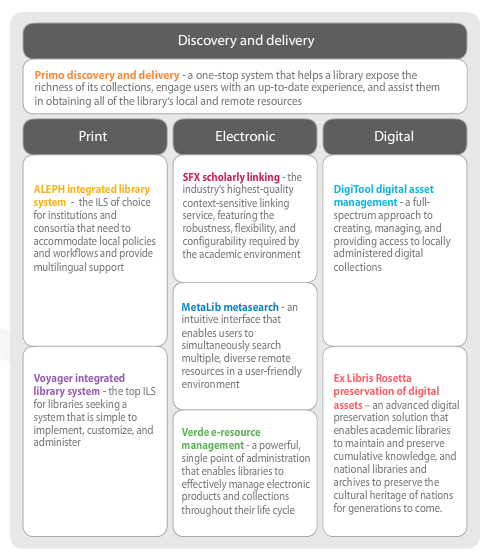 Discovery and delivery
Primo discovery and delivery - a one-stop system that helps a library expose the
richness of its collections, engage users with an up-to-date experience, and assist them
in obtaining all of the library's local and remote resources
Print
ALEPH integrated library
system - the ILS of choice
for institutions and
consortia that need to
accommodate local policies
and workflows and provide
multilingual support
Voyager integrated
library system - the top ILS
for libraries seeking a
system that is simple to
implement, customize, and
administer
Electronic
SFX scholarly linking - the
industry's highest-quality
context-sensitive linking
service, featuring the
robustness, flexibility, and
configurability required by
the academic environment
MetaLib metasearch - an
intuitive interface that
enables users to
simultaneously search
multiple, diverse remote
resources in a user-friendly
environment
Verde e-resource
management - a powerful,
single point of administration
that enables libraries to
effectively manage electronic
products and collections
throughout their life cycle
Digital
DigiTool digital asset
management - a full-
spectrum approach to
creating, managing, and
providing access to locally
administered digital
collections
Ex Libris Rosetta
preservation of digital
assets – an advanced digital
preservation solution that
enables academic libraries
to maintain and preserve
cumulative knowledge, and
national libraries and
archives to preserve the
cultural heritage of nations
for generations to come.